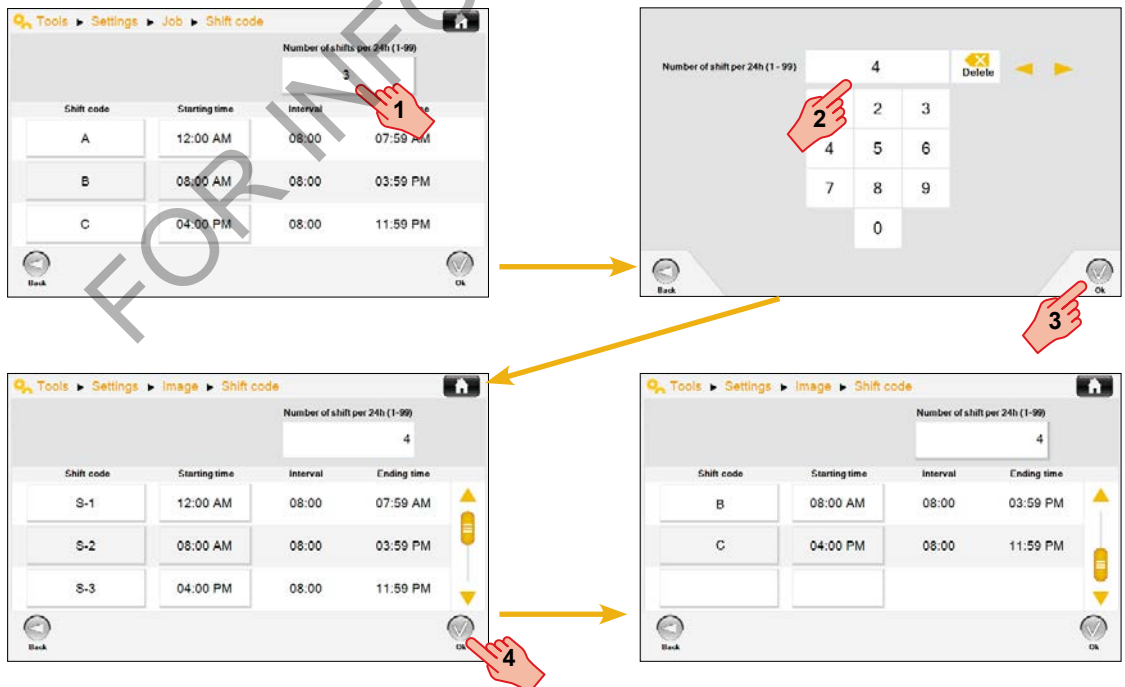 Tools ► Settings ► Job ► Shift code
Number of shifts per 24h (1-99)
3
1
Shift code Starting time Interval
A 12:00 AM 08:00 07:59 AM
B 08:00 AM 08:00 03:59 PM
C 04:00 PM 08:00 11:59 PM
Back Ok
FOR INFO
Number of shift per 24h (1 - 99) 4 Delete
2
2 3
4 5 6
7 8 9
0
Back Ok
3
Tools ► Settings ► Image ► Shift code
Number of shift per 24h (1-99)
4
Shift code Starting time Interval Ending time
S-1 12:00 AM 08:00 07:59 AM
S-2 08:00 AM 08:00 03:59 PM
S-3 04:00 PM 08:00 11:59 PM
Back Ok
4
Tools ► Settings ► Image ► Shift code
Number of shift per 24h (1-99)
4
Shift code Starting time Interval Ending time
B 08:00 AM 08:00 03:59 PM
C 04:00 PM 08:00 11:59 PM
Back Ok